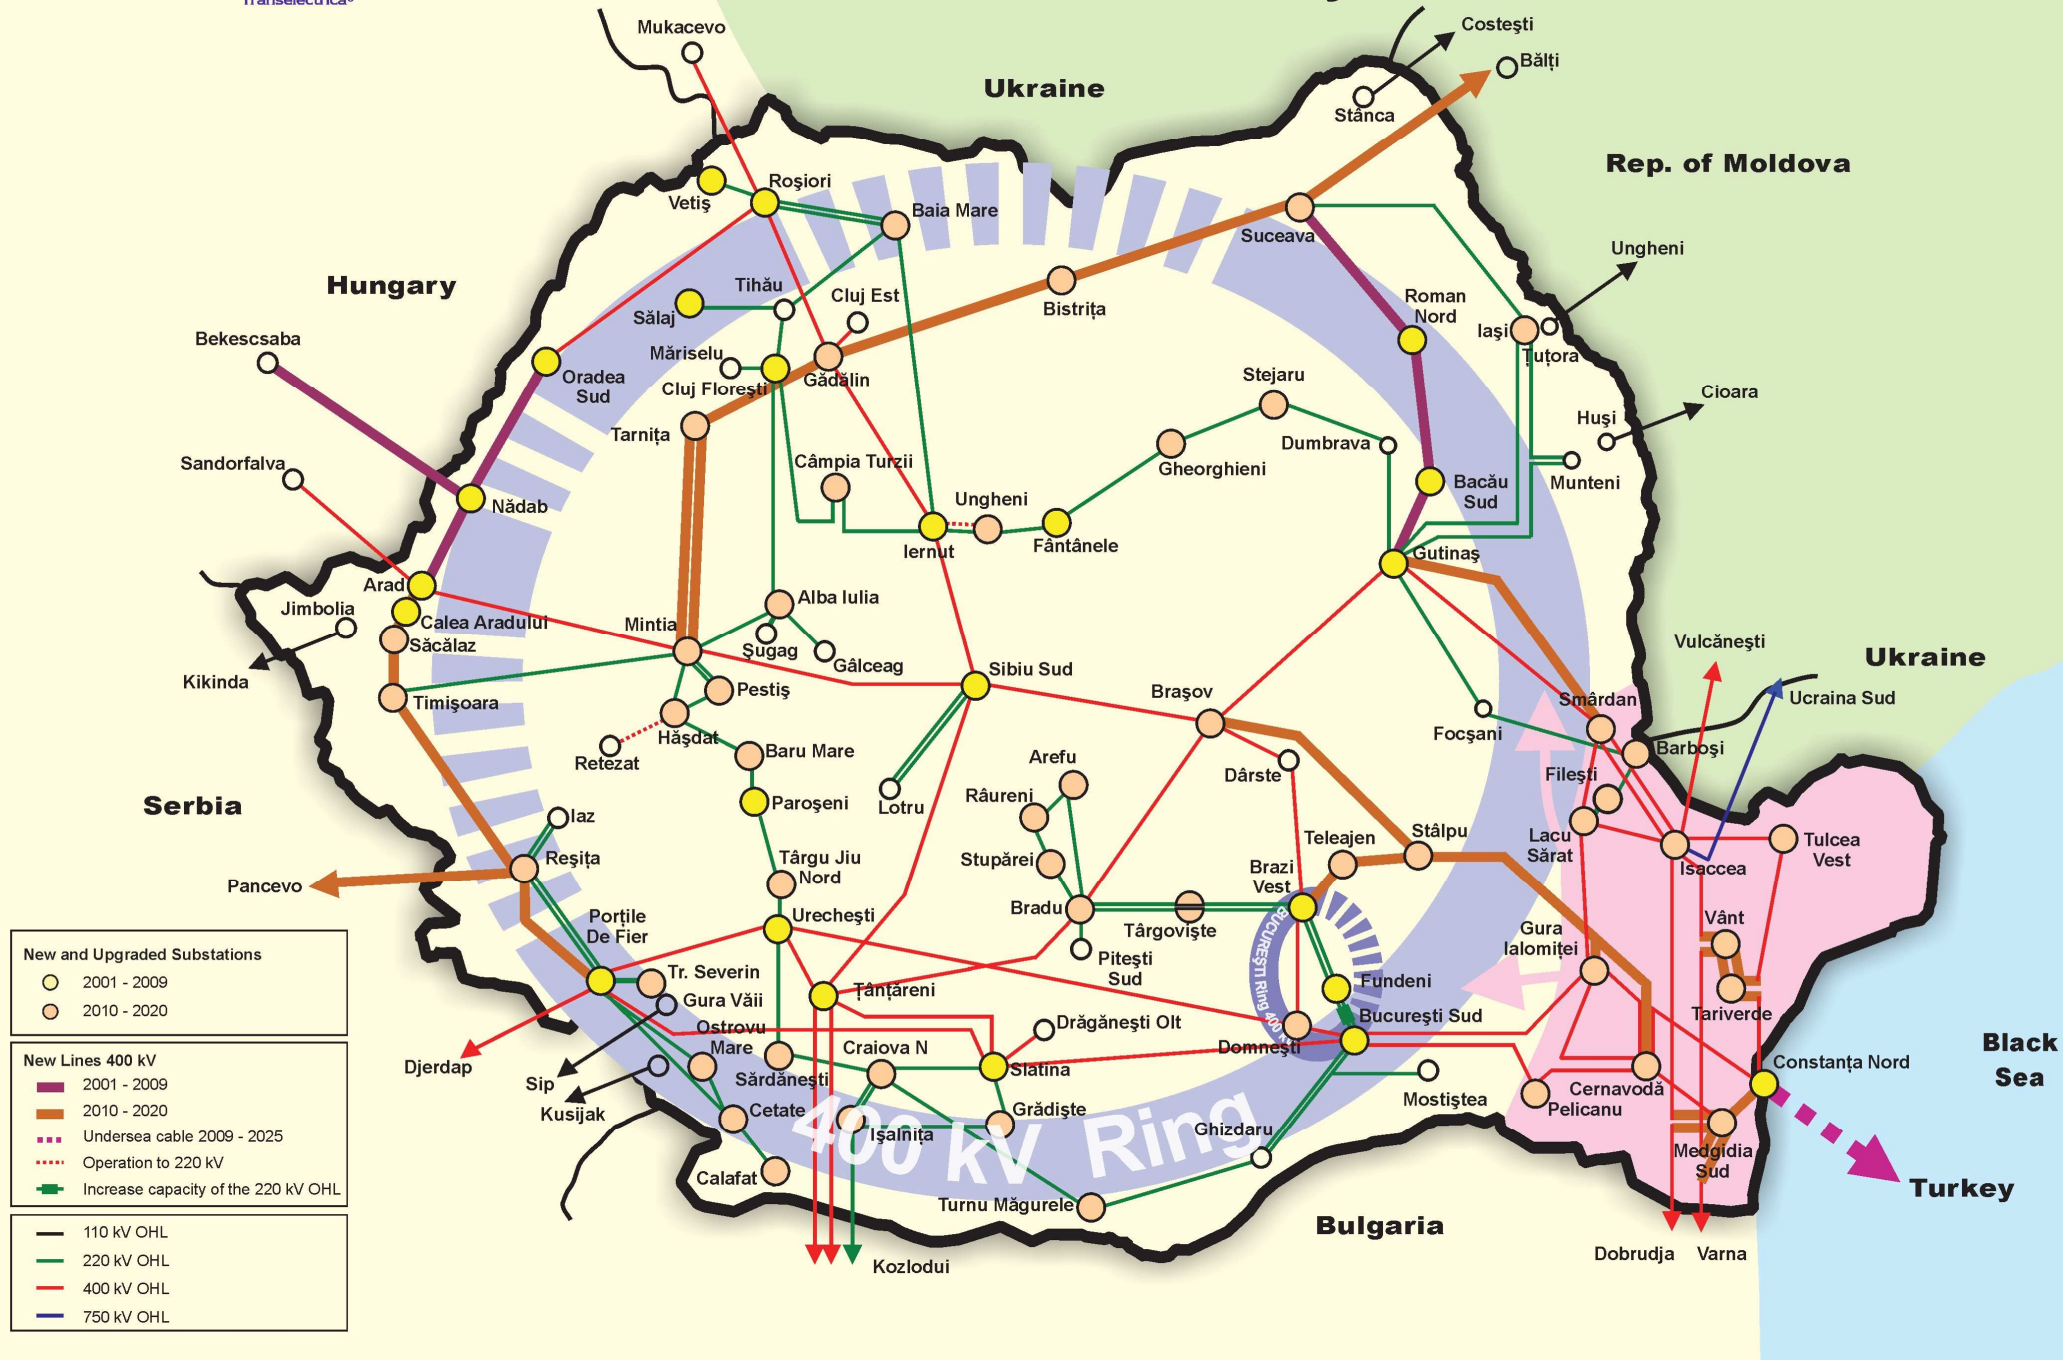 Transelectrica®
Mukacevo
Costeşti
Bălţi
Ukraine
Stânca
Rep. of Moldova
Roşiori
Vetiş
Baia Mare
Suceava
Ungheni
Hungary
Tihău
Cluj Est
Sălaj
Bistriţa
Roman
Nord
Iaşi
Ţuţora
Bekescsaba
Măriselu
Oradea
Sud
Cluj Floreşti
Gădălin
Stejaru
Cioara
Huşi
Tarniţa
Dumbrava
Sandorfalva
Câmpia Turzii
Gheorghieni
Munteni
Bacău
Sud
Nădab
Ungheni
Iernut
Fântânele
Gutinaş
Arad
Jimbolia
Calea Aradului
Alba Iulia
Mintia
Săcălaz
Şugag
Gâlceag
Vulcăneşti
Ukraine
Kikinda
Sibiu Sud
Timişoara
Pestiş
Braşov
Smârdan
Ucraina Sud
Focşani
Hăşdat
Barboşi
Retezat
Baru Mare
Arefu
Dârste
Fileşti
Serbia
Paroşeni
Lotru
Râureni
Iaz
Teleajen
Stâlpu
Lacu
Sărat
Tulcea
Vest
Reşiţa
Târgu Jiu
Nord
Stupărei
Brazi
Vest
Isaccea
Pancevo
Porţile
De Fier
Urecheşti
Bradu
Târgovişte
Vânt
Gura
Ialomiţei
Piteşti
Sud
BUCUREŞTI Ring 400
Tr. Severin
Gura Văii
Ţânţăreni
Fundeni
Tariverde
Ostrovu
Mare
Drăgăneşti Olt
Bucureşti Sud
Black
Sea
Djerdap
Craiova N
Domneşti
Sip
Sărdăneşti
Slatina
Constanţa Nord
Kusijak
Cernavodă
Mostiştea
Pelicanu
Cetate
Grădişte
Işalniţa
Ghizdaru
400 kV Ring
Medgidia
Sud
Calafat
Turnu Măgurele
Turkey
Bulgaria
Kozlodui
Dobrudja
Varna
New and Upgraded Substations
2001 - 2009
2010 - 2020
New Lines 400 kV
2001 - 2009
2010 - 2020
Undersea cable 2009 - 2025
Operation to 220 kV
Increase capacity of the 220 kV OHL
110 kV OHL
220 kV OHL
400 kV OHL
750 kV OHL